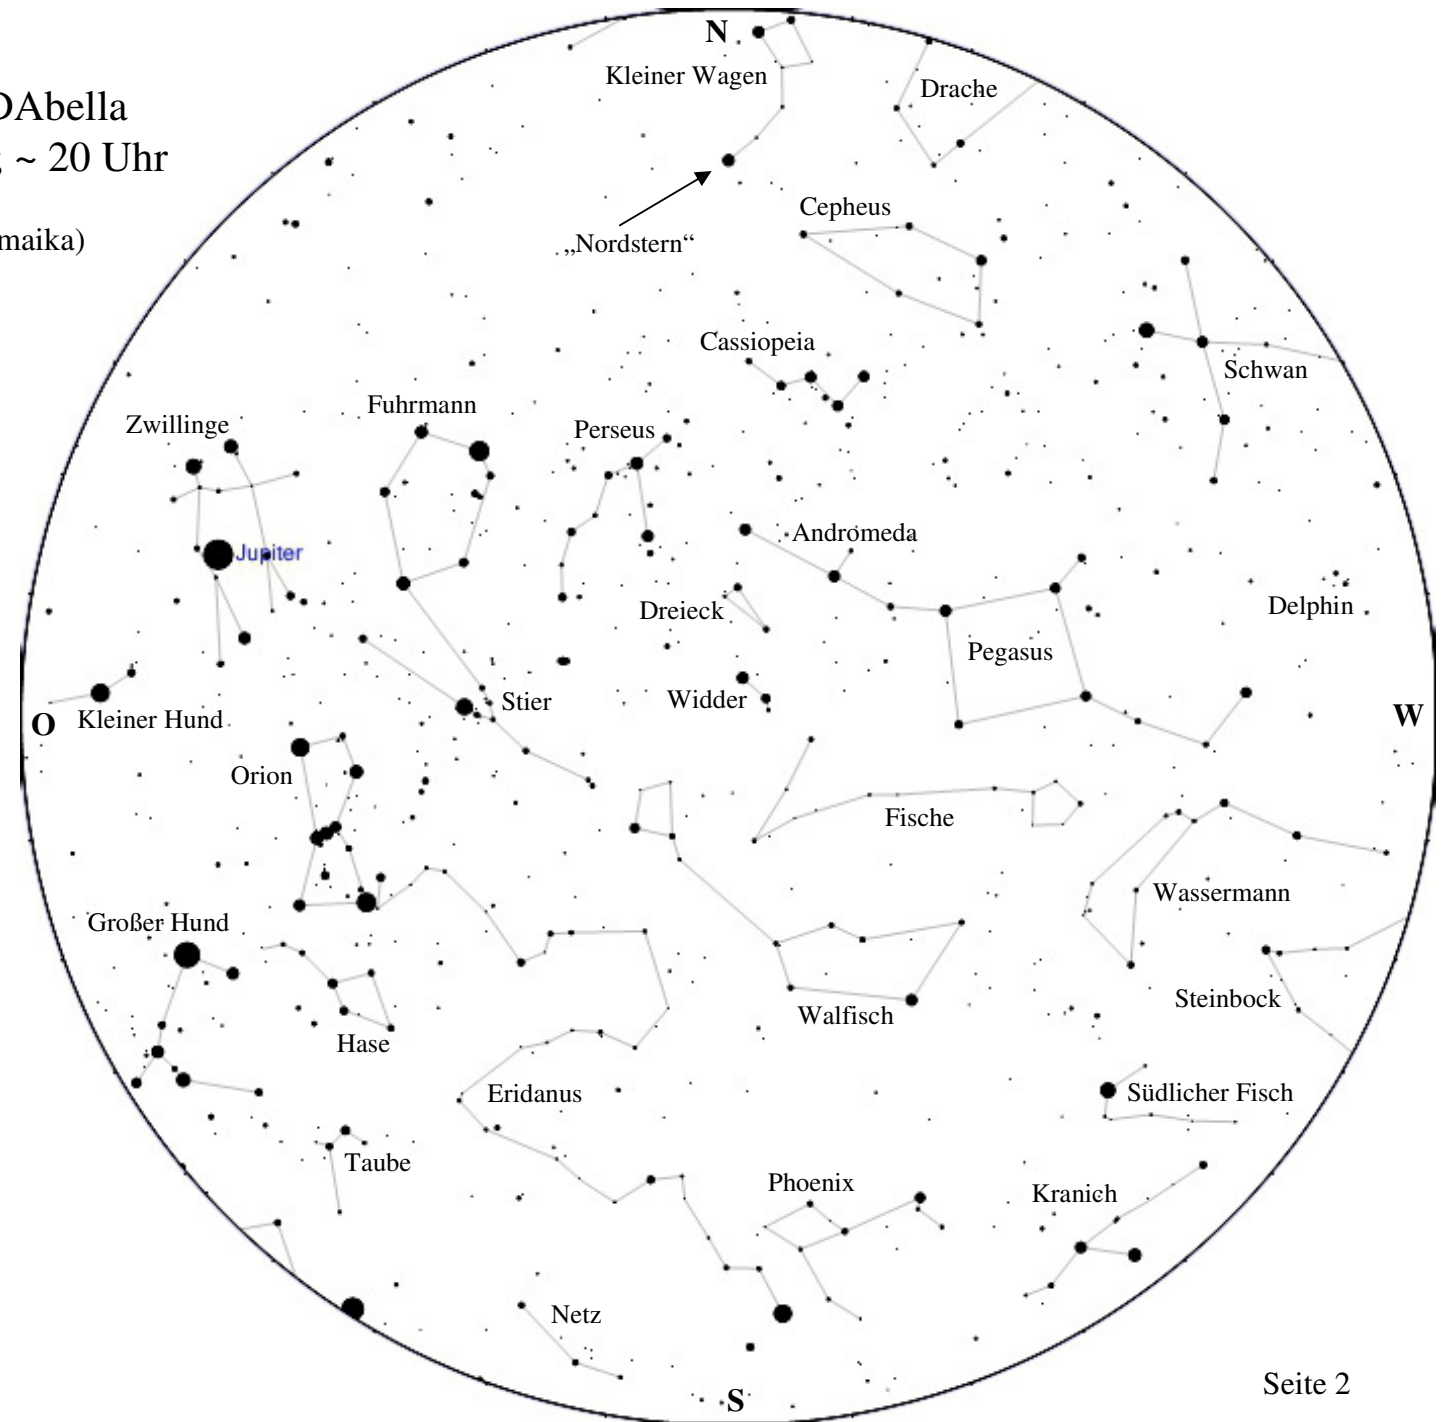 DAbella
~ 20 Uhr
maika)
N
Kleiner Wagen
Drache
„Nordstern“
Cepheus
Cassiopeia
Schwan
Zwillinge
Fuhrmann
Perseus
Jupiter
Andromeda
Dreieck
Delphin
Pegasus
Stier
Widder
O
Kleiner Hund
W
Orion
Fische
Wassermann
Großer Hund
Steinbock
Walfisch
Hase
Eridanus
Südlicher Fisch
Taube
Phoenix
Kranich
Netz
S
Seite 2